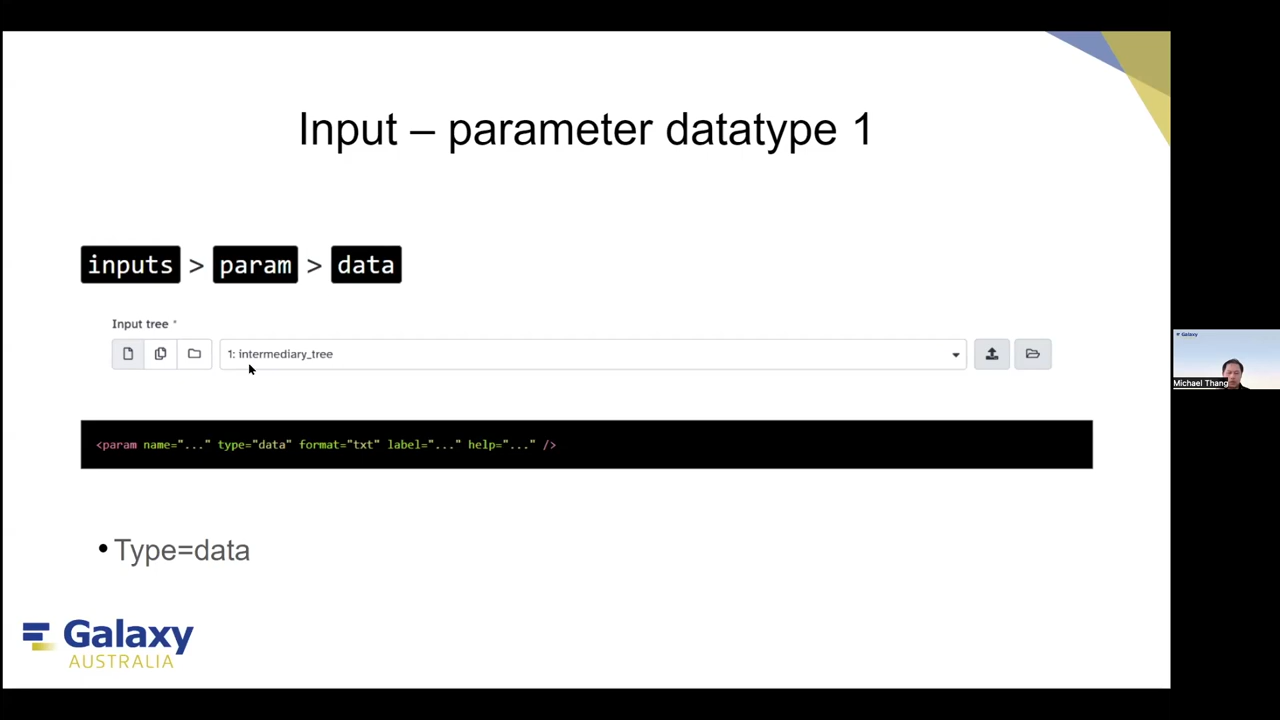 Input – parameter datatype 1
inputs > param > data
Input tree *
1: intermediary_tree
<param name="..." type="data" format="txt" label="..." help="..." />
• Type=data
Galaxy
AUSTRALIA
Galaxy
Michael Thang